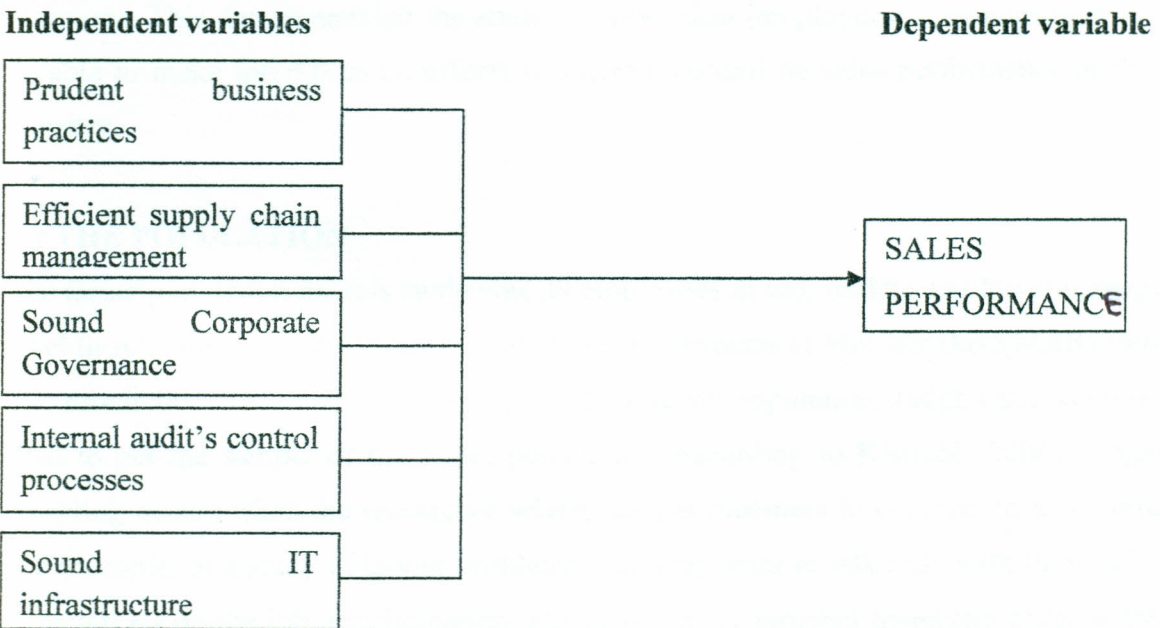 Independent variables
Dependent variable
Prudent business
practices
Efficient supply chain
management
Sound Corporate
Governance
Internal audit's control
processes
Sound IT
infrastructure
SALES
PERFORMANCE